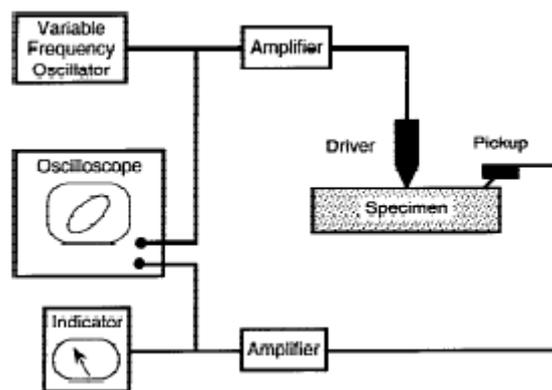 Variable
Frequency
Oscillator
Amplifier
Driver
Pickup
Oscilloscope
Specimen
Indicator
Amplifier